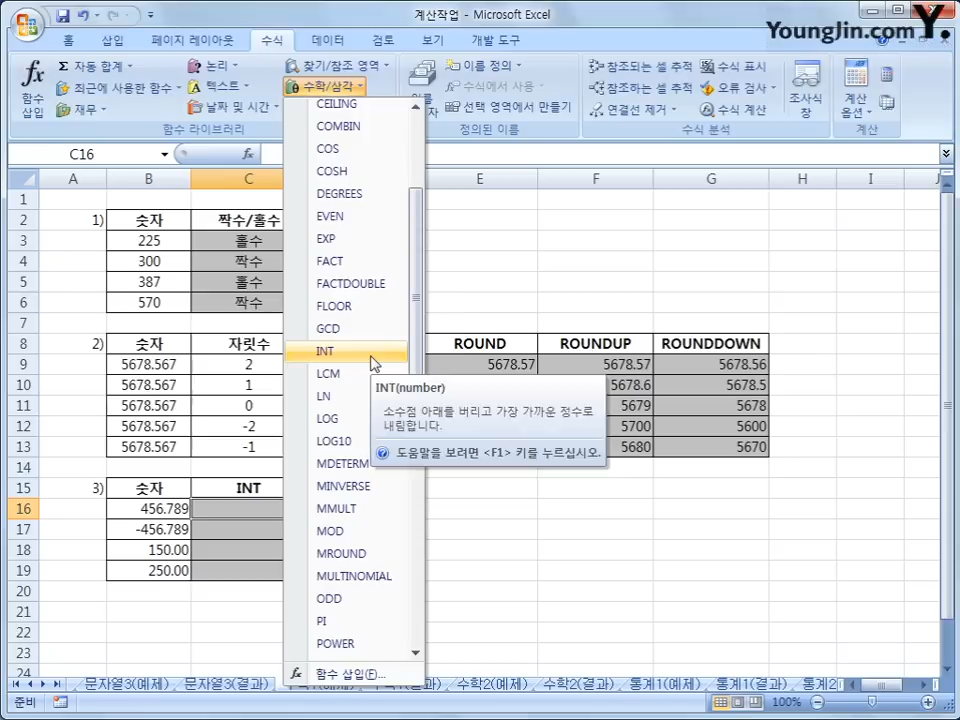 계산작업 - Microsoft Excel
YoungJin.com Y.
홈 삽입 페이지 레이아웃 수식 데이터 검토 보기 개발 도구
함수 삽입
Σ 자동 합계
최근에 사용한 함수
재무
논리
텍스트
날짜 및 시간
찾기/참조 영역
수학/삼각
함수 라이브러리
이름 정의
수식에서 사용
선택 영역에서 만들기
정의된 이름
참조되는 셀 추적
참조하는 셀 추적
연결선 제거
수식 표시
오류 검사
수식 계산
수식 분석
조사식 창
계산 옵션
계산
C16 fx
A B C E F G H I J
1
2 1) 숫자 짝수/홀수
3 225 홀수
4 300 짝수
5 387 홀수
6 570 짝수
7
8 2) 숫자 자릿수 ROUND ROUNDUP ROUNDDOWN
9 5678.567 2 5678.57 5678.57 5678.56
10 5678.567 1 5678.6 5678.5
11 5678.567 0 5679 5678
12 5678.567 -2 5700 5600
13 5678.567 -1 5680 5670
14
15 3) 숫자 INT
16 456.789
17 -456.789
18 150.00
19 250.00
20
21
22
23
24
CEILING
COMBIN
COS
COSH
DEGREES
EVEN
EXP
FACT
FACTDOUBLE
FLOOR
GCD
INT
LCM
LN
LOG
LOG10
MDETERM
MINVERSE
MMULT
MOD
MROUND
MULTINOMIAL
ODD
PI
POWER
fx 함수 삽입(F)...
INT(number)
소수점 아래를 버리고 가장 가까운 정수로
내림합니다.
도움말을 보려면 <F1> 키를 누르십시오.
문자열3(예제) 문자열3(결과) 수학2(예제) 수학2(결과) 통계1(예제) 통계1(결과) 통계2
준비 100%